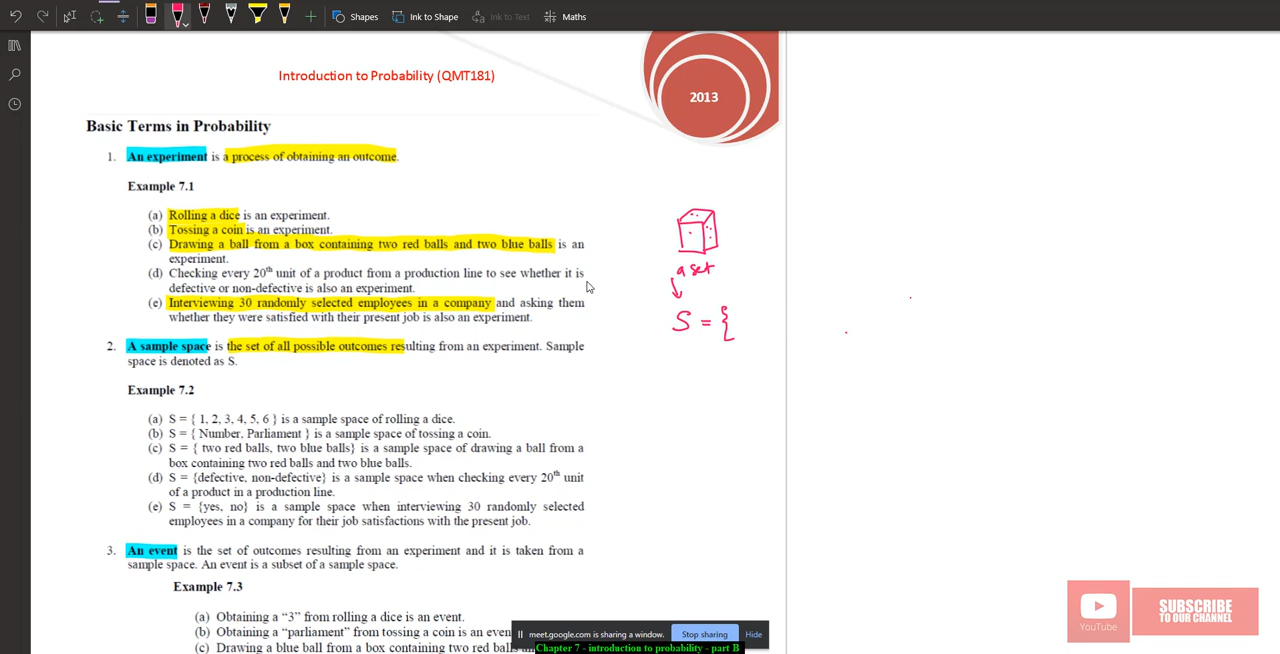 Shapes
Ink to Shape
Ink to Text
Maths
Introduction to Probability (QMT181)
2013
Basic Terms in Probability
1. An experiment is a process of obtaining an outcome.
Example 7.1
(a) Rolling a dice is an experiment.
(b) Tossing a coin is an experiment.
(c) Drawing a ball from a box containing two red balls and two blue balls is an
experiment.
(d) Checking every 20th unit of a product from a production line to see whether it is
defective or non-defective is also an experiment.
(e) Interviewing 30 randomly selected employees in a company and asking them
whether they were satisfied with their present job is also an experiment.
a set
S = {
2. A sample space is the set of all possible outcomes resulting from an experiment. Sample
space is denoted as S.
Example 7.2
(a) S = { 1, 2, 3, 4, 5, 6 } is a sample space of rolling a dice.
(b) S = { Number, Parliament } is a sample space of tossing a coin.
(c) S = { two red balls, two blue balls} is a sample space of drawing a ball from a
box containing two red balls and two blue balls.
(d) S = {defective, non-defective} is a sample space when checking every 20th unit
of a product in a production line.
(e) S = {yes, no} is a sample space when interviewing 30 randomly selected
employees in a company for their job satisfactions with the present job.
3. An event is the set of outcomes resulting from an experiment and it is taken from a
sample space. An event is a subset of a sample space.
Example 7.3
(a) Obtaining a “3” from rolling a dice is an event.
(b) Obtaining a “parliament” from tossing a coin is an even
(c) Drawing a blue ball from a box containing two red balls
meet.google.com is sharing a window.
Stop sharing
Hide
Chapter 7 - introduction to probability - part B
YouTube
SUBSCRIBE
TO OUR CHANNEL